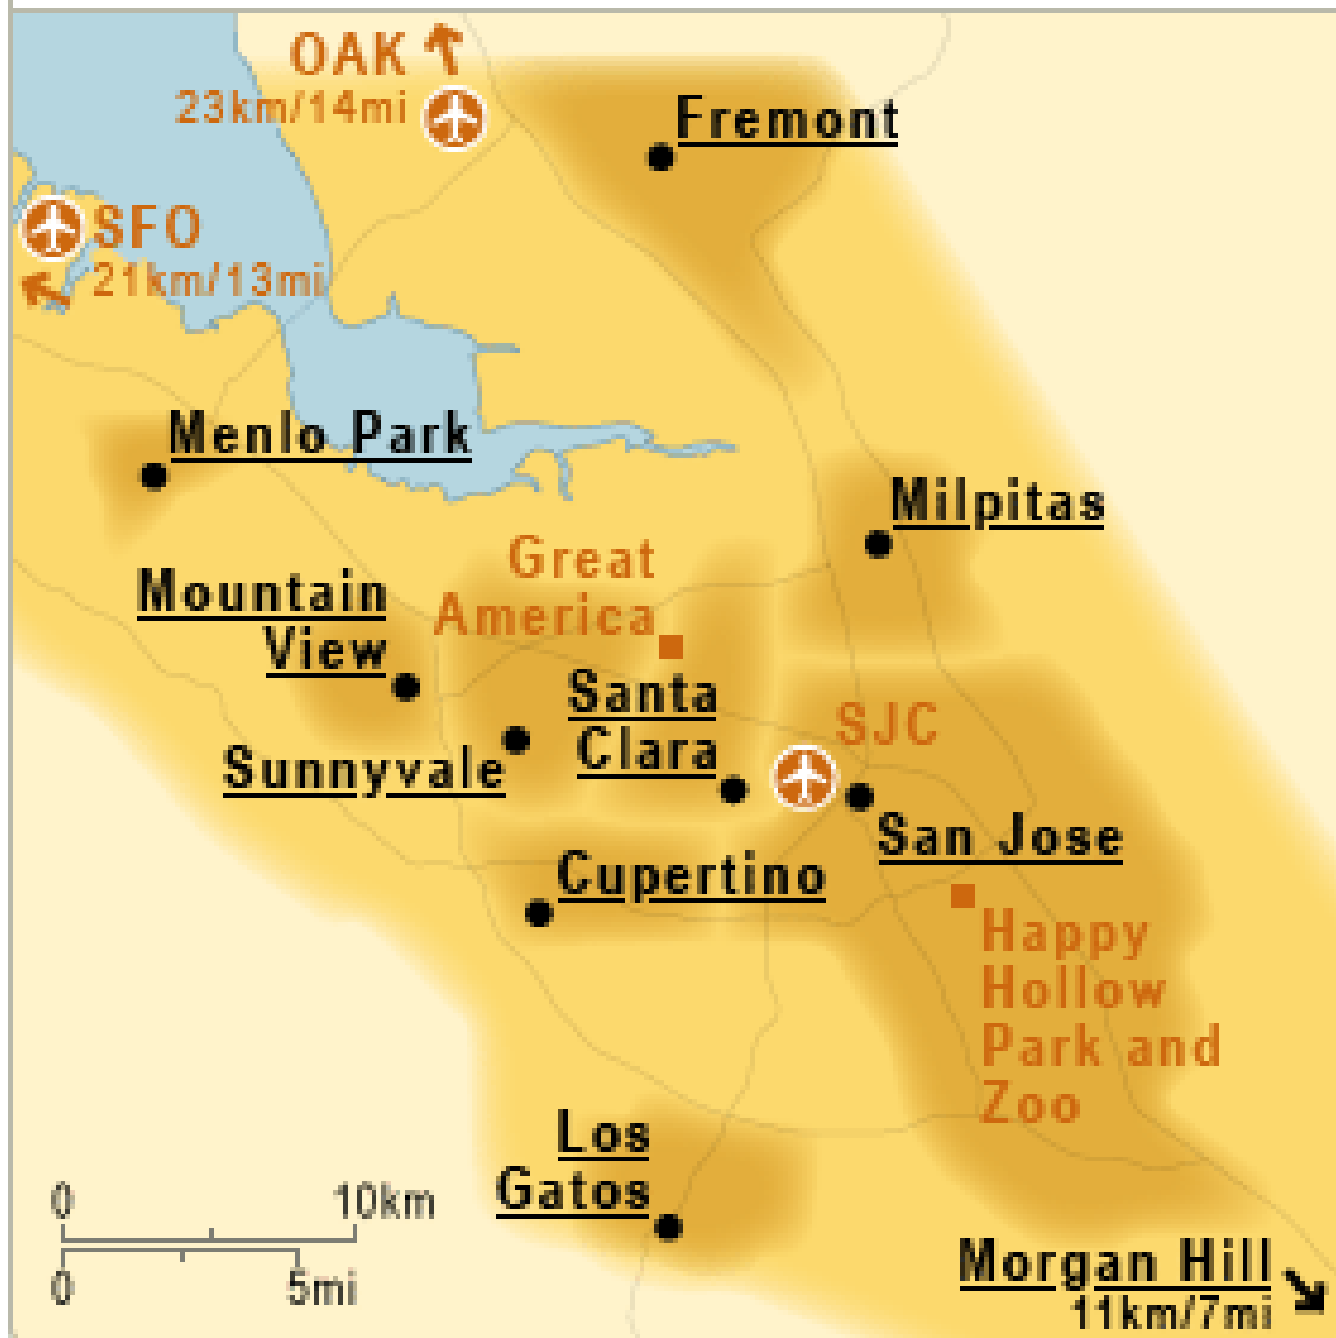 OAK
23km/14mi
Fremont
SFO
21km/13mi
Menlo Park
Milpitas
Great
America
Mountain
View
Santa
Clara
SJC
Sunnyvale
San Jose
Cupertino
Happy
Hollow
Park and
Zoo
Los
Gatos
0 10km
0 5mi
Morgan Hill
11km/7mi